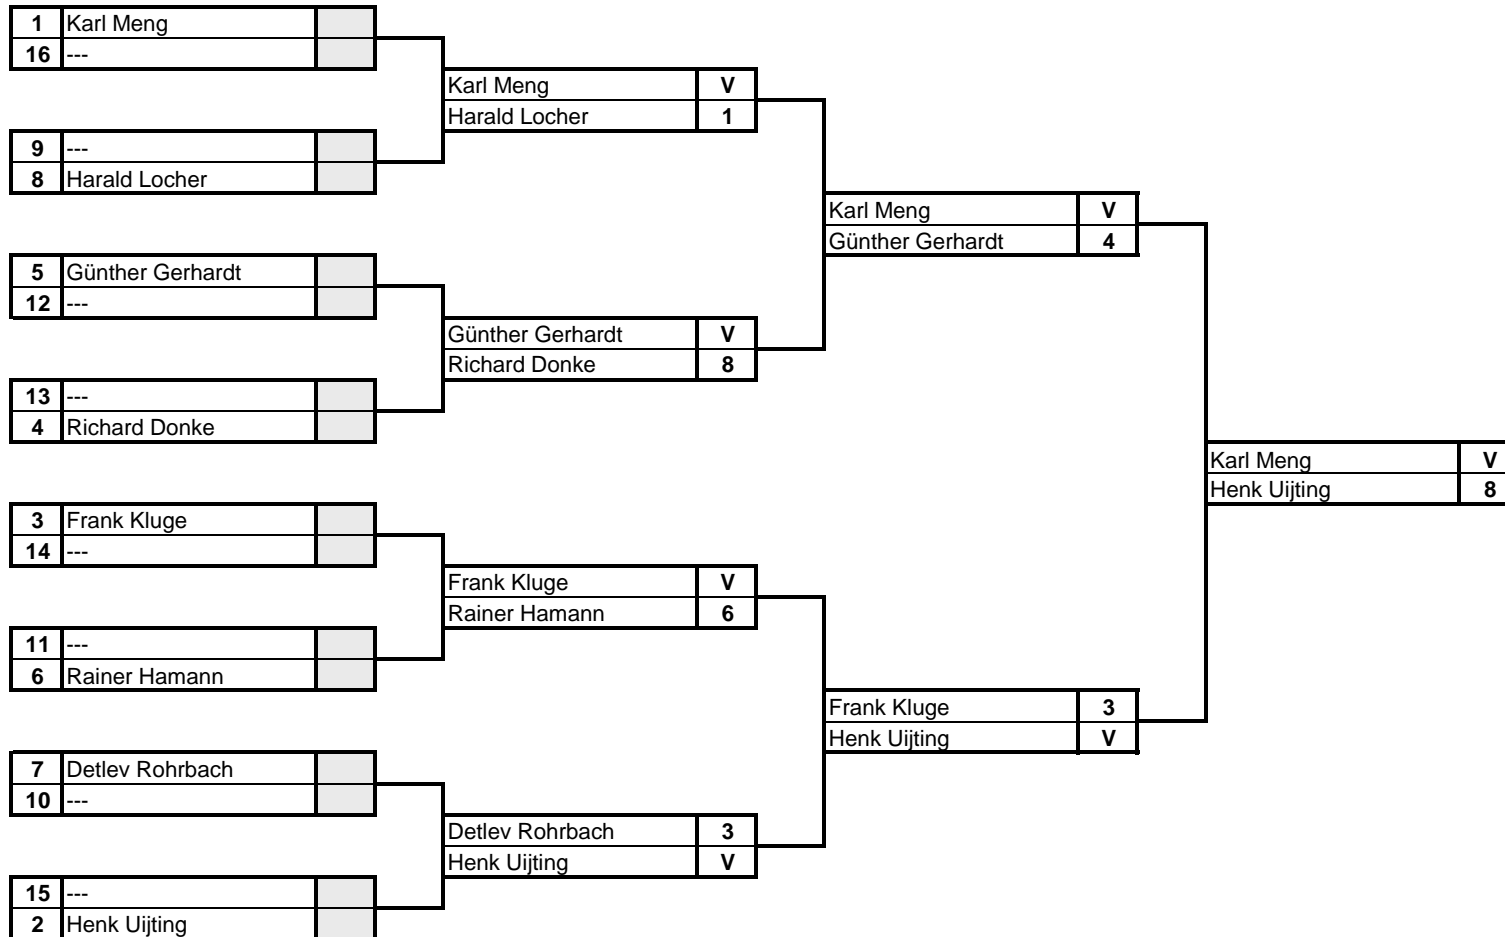 1 Karl Meng
16 ---
Karl Meng V
Harald Locher 1
9 ---
8 Harald Locher
Karl Meng V
Günther Gerhardt 4
5 Günther Gerhardt
12 ---
Günther Gerhardt V
Richard Donke 8
13 ---
4 Richard Donke
Karl Meng V
Henk Uijting 8
3 Frank Kluge
14 ---
Frank Kluge V
Rainer Hamann 6
11 ---
6 Rainer Hamann
Frank Kluge 3
Henk Uijting V
7 Detlev Rohrbach
10 ---
Detlev Rohrbach 3
Henk Uijting V
15 ---
2 Henk Uijting